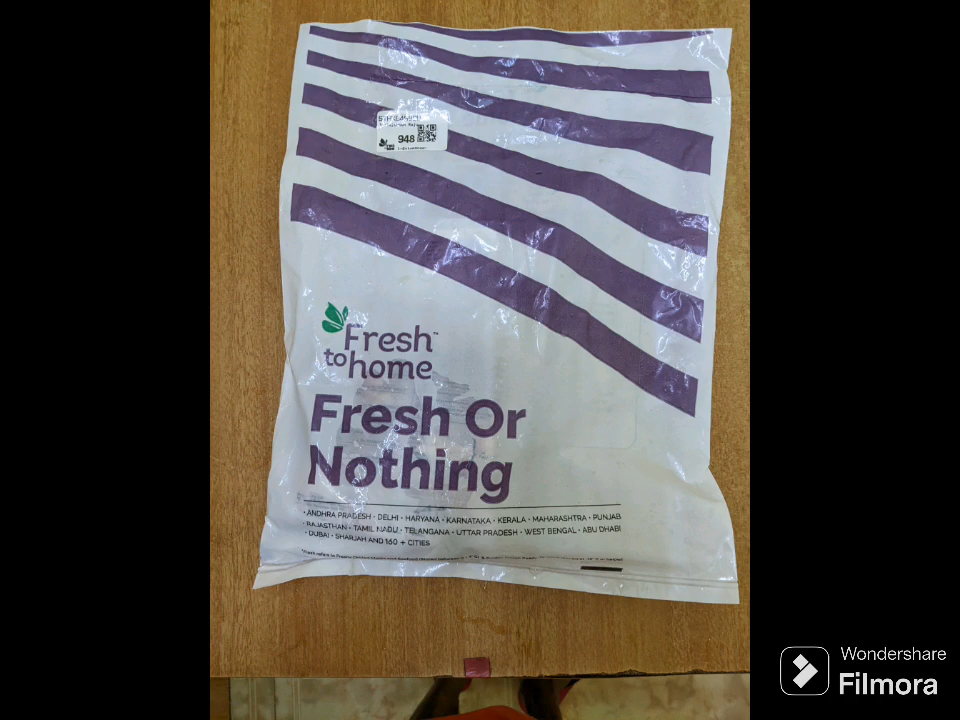 948
Fresh™
to home
Fresh Or
Nothing
• ANDHRA PRADESH • DELHI • HARYANA • KARNATAKA • KERALA • MAHARASHTRA • PUNJAB
• RAJASTHAN • TAMIL NADU • TELANGANA • UTTAR PRADESH • WEST BENGAL • ABU DHABI
• DUBAI • SHARJAH AND 160 + CITIES
Wondershare
Filmora